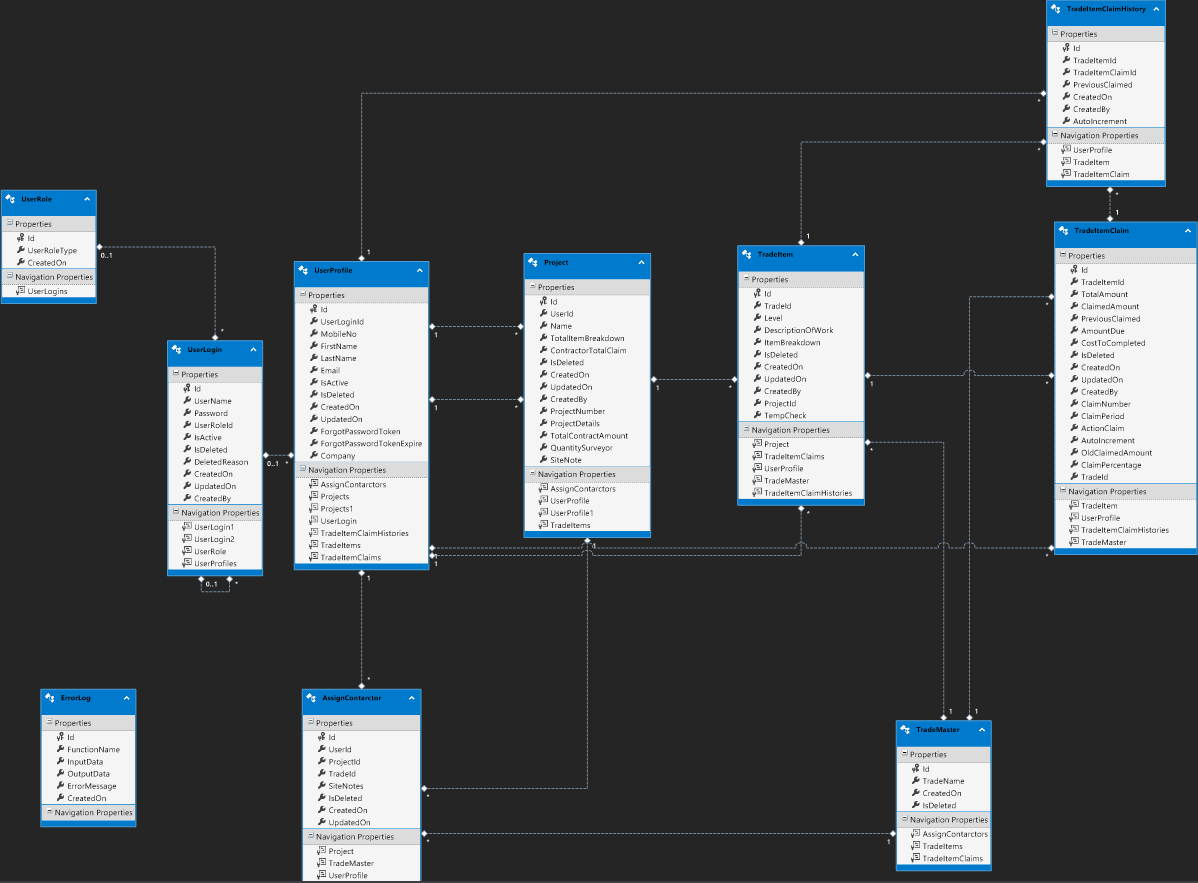 TradeItemClaimHistory
Properties
Id
TradeItemId
TradeItemClaimId
PreviousClaimed
CreatedOn
CreatedBy
AutoIncrement
Navigation Properties
UserProfile
TradeItem
TradeItemClaim
*
*
*
1
UserRole
Properties
Id
UserRoleType
CreatedOn
Navigation Properties
UserLogins
0..1
*
UserLogin
Properties
Id
UserName
Password
UserRoleId
IsActive
IsDeleted
DeletedReason
CreatedOn
UpdatedOn
CreatedBy
Navigation Properties
UserLogin1
UserLogin2
UserRole
UserProfiles
0..1
*
0..1
*
1
UserProfile
Properties
Id
UserLoginId
MobileNo
FirstName
LastName
Email
IsActive
IsDeleted
CreatedOn
UpdatedOn
ForgotPasswordToken
ForgotPasswordTokenExpire
Company
Navigation Properties
AssignContarctors
Projects
Projects1
UserLogin
TradeItemClaimHistories
TradeItems
TradeItemClaims
1
*
1
*
1
1
1
*
Project
Properties
Id
UserId
Name
TotalItemBreakdown
ContractorTotalClaim
IsDeleted
CreatedOn
UpdatedOn
CreatedBy
ProjectNumber
ProjectDetails
TotalContractAmount
QuantitySurveyor
SiteNote
Navigation Properties
AssignContarctors
UserProfile
UserProfile1
TradeItems
1
*
1
1
TradeItem
Properties
Id
TradeId
Level
DescriptionOfWork
ItemBreakdown
IsDeleted
CreatedOn
UpdatedOn
CreatedBy
ProjectId
TempCheck
Navigation Properties
Project
TradeItemClaims
UserProfile
TradeMaster
TradeItemClaimHistories
1
*
*
TradeItemClaim
Properties
Id
TradeItemId
TotalAmount
ClaimedAmount
PreviousClaimed
AmountDue
CostToCompleted
IsDeleted
CreatedOn
UpdatedOn
CreatedBy
ClaimNumber
ClaimPeriod
ActionClaim
AutoIncrement
OldClaimedAmount
ClaimPercentage
TradeId
Navigation Properties
TradeItem
UserProfile
TradeItemClaimHistories
TradeMaster
*
*
*
ErrorLog
Properties
Id
FunctionName
InputData
OutputData
ErrorMessage
CreatedOn
Navigation Properties
AssignContarctor
Properties
Id
UserId
ProjectId
TradeId
SiteNotes
IsDeleted
CreatedOn
UpdatedOn
Navigation Properties
Project
TradeMaster
UserProfile
*
*
1
1
1
TradeMaster
Properties
Id
TradeName
CreatedOn
IsDeleted
Navigation Properties
AssignContarctors
TradeItems
TradeItemClaims